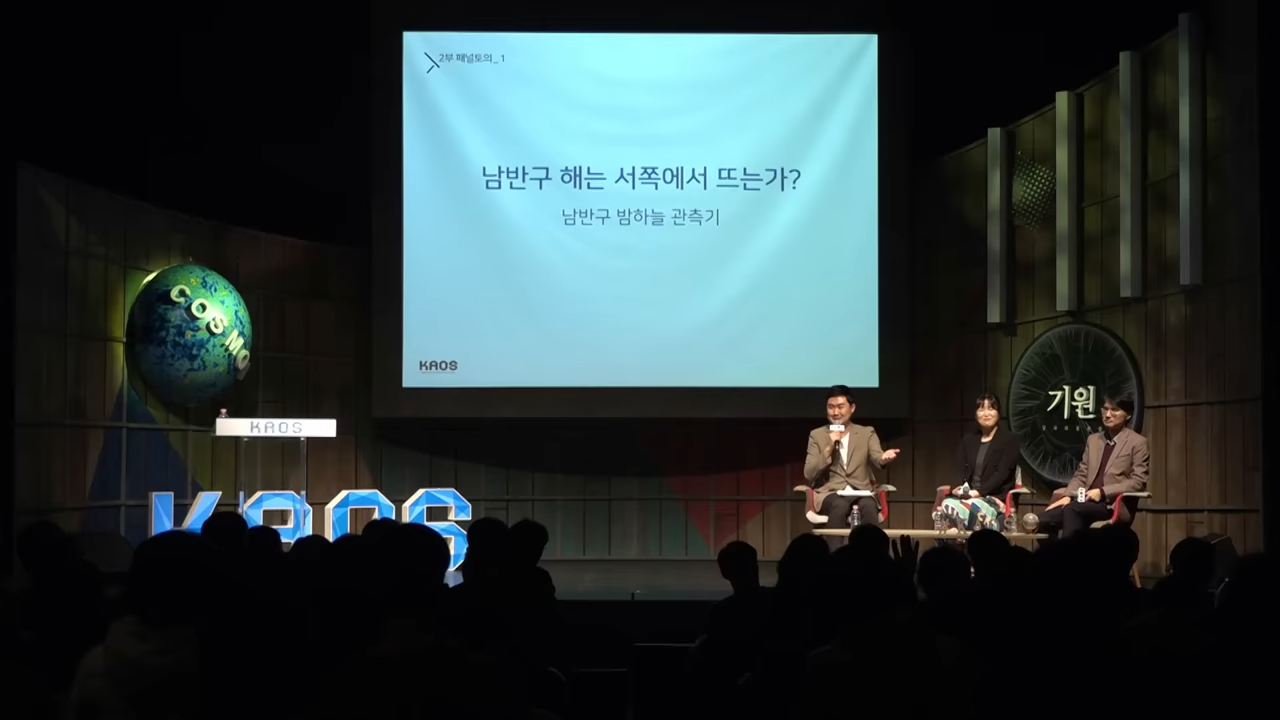 2부 패널토의_1
남반구 해는 서쪽에서 뜨는가?
남반구 밤하늘 관측기
KAOS
COSMO
기원
KAOS
KAOS